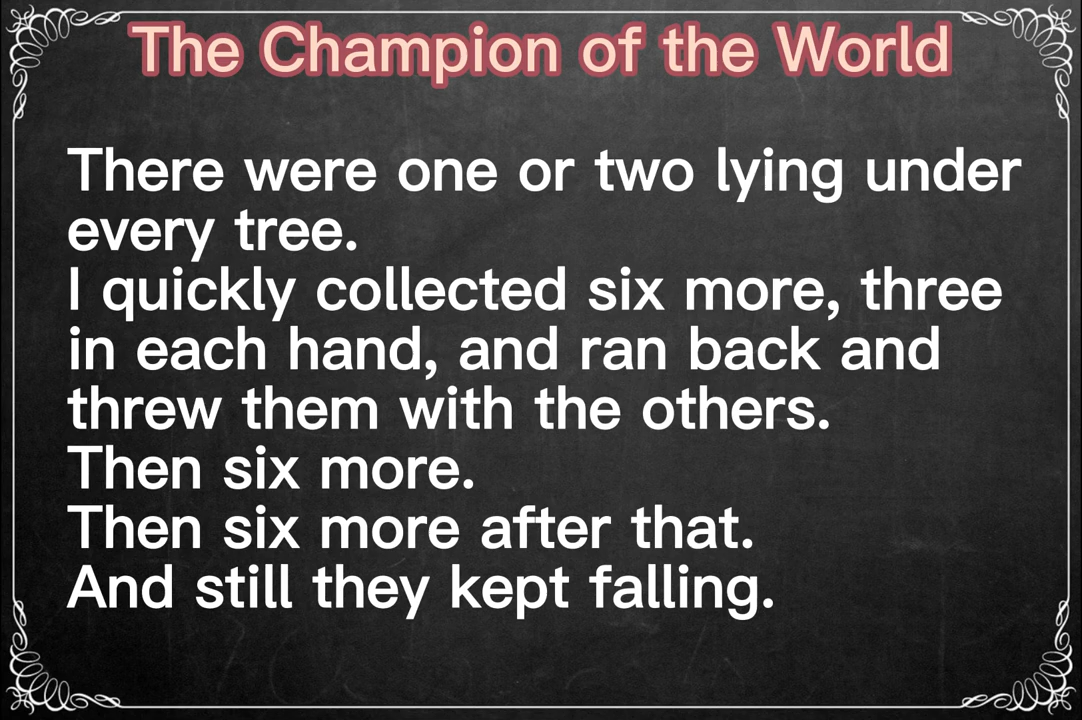 The Champion of the World
There were one or two lying under
every tree.
I quickly collected six more, three
in each hand, and ran back and
threw them with the others.
Then six more.
Then six more after that.
And still they kept falling.